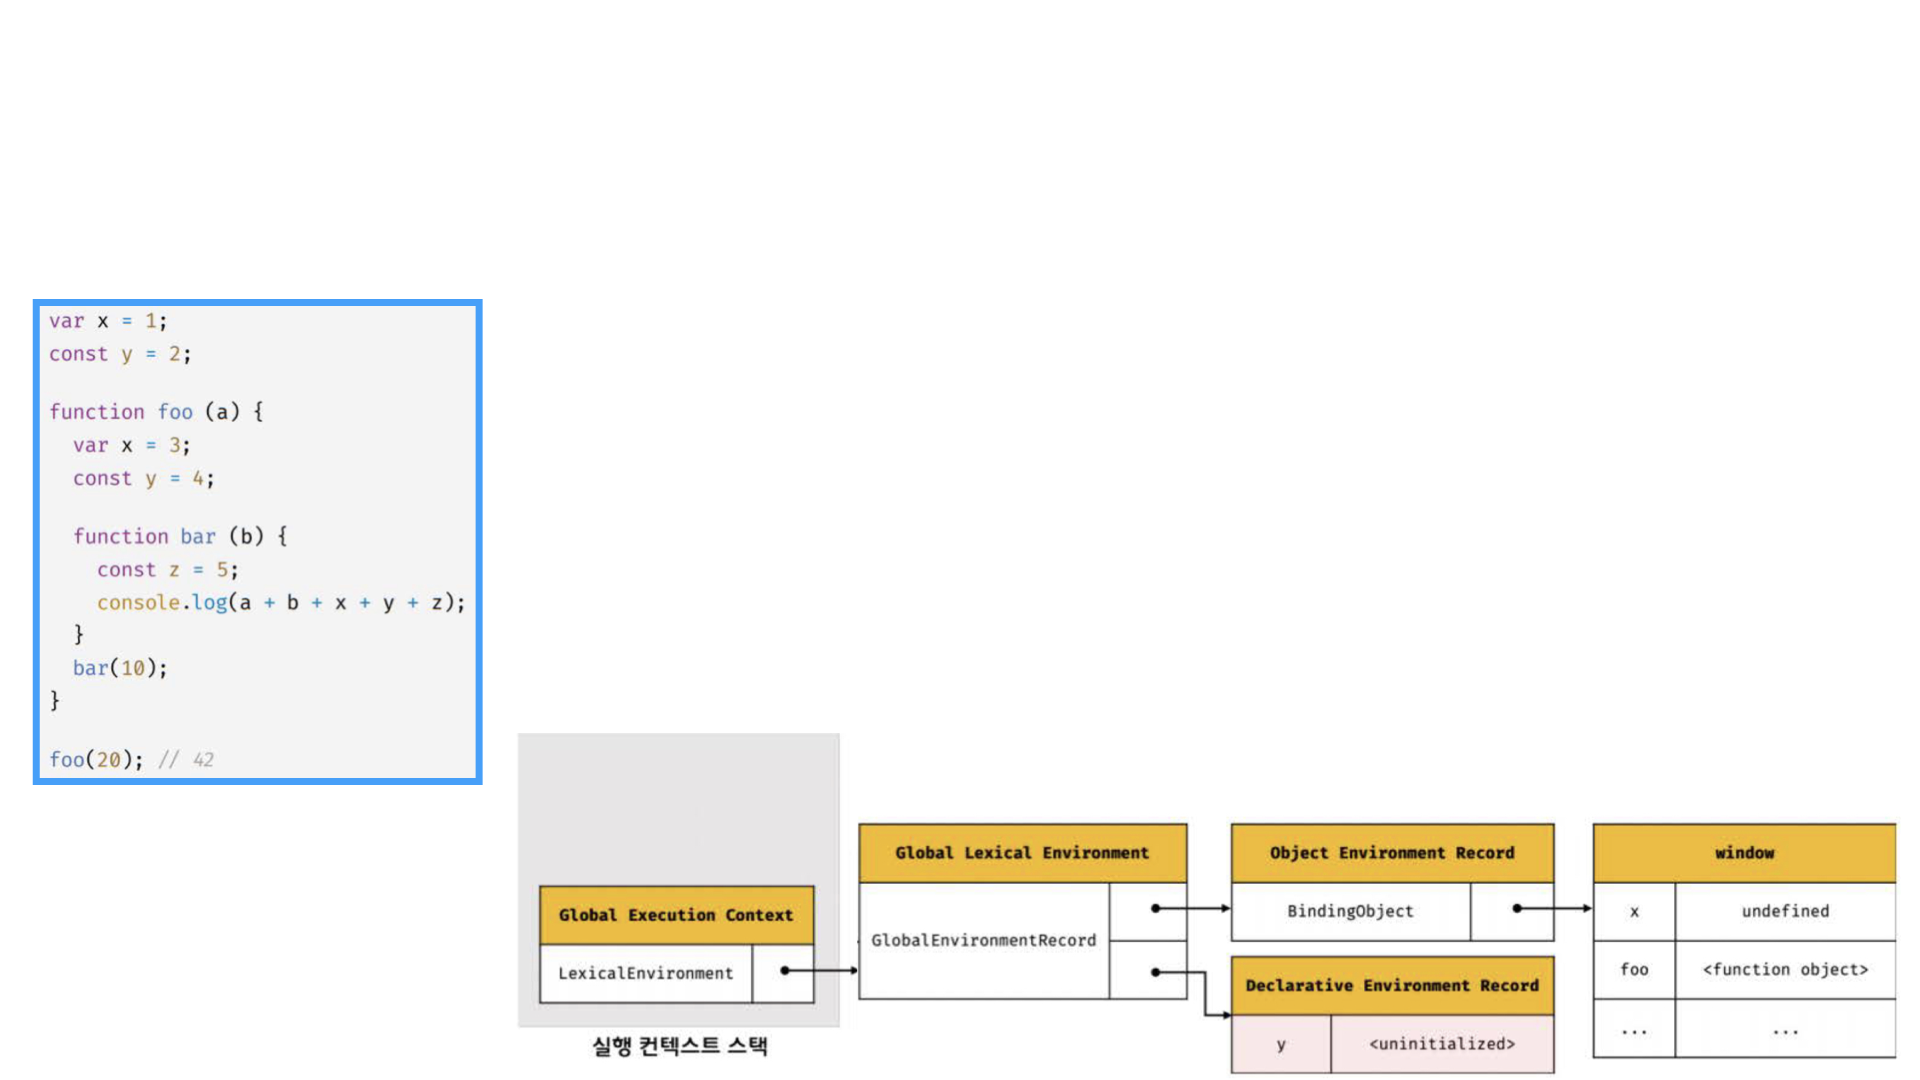 var x = 1;
const y = 2;
function foo (a) {
  var x = 3;
  const y = 4;
  function bar (b) {
    const z = 5;
    console.log(a + b + x + y + z);
  }
  bar(10);
}
foo(20); // 42
Global Execution Context
LexicalEnvironment
실행 컨텍스트 스택
Global Lexical Environment
GlobalEnvironmentRecord
Object Environment Record
BindingObject
Declarative Environment Record
y <uninitialized>
window
x undefined
foo <function object>
... ...